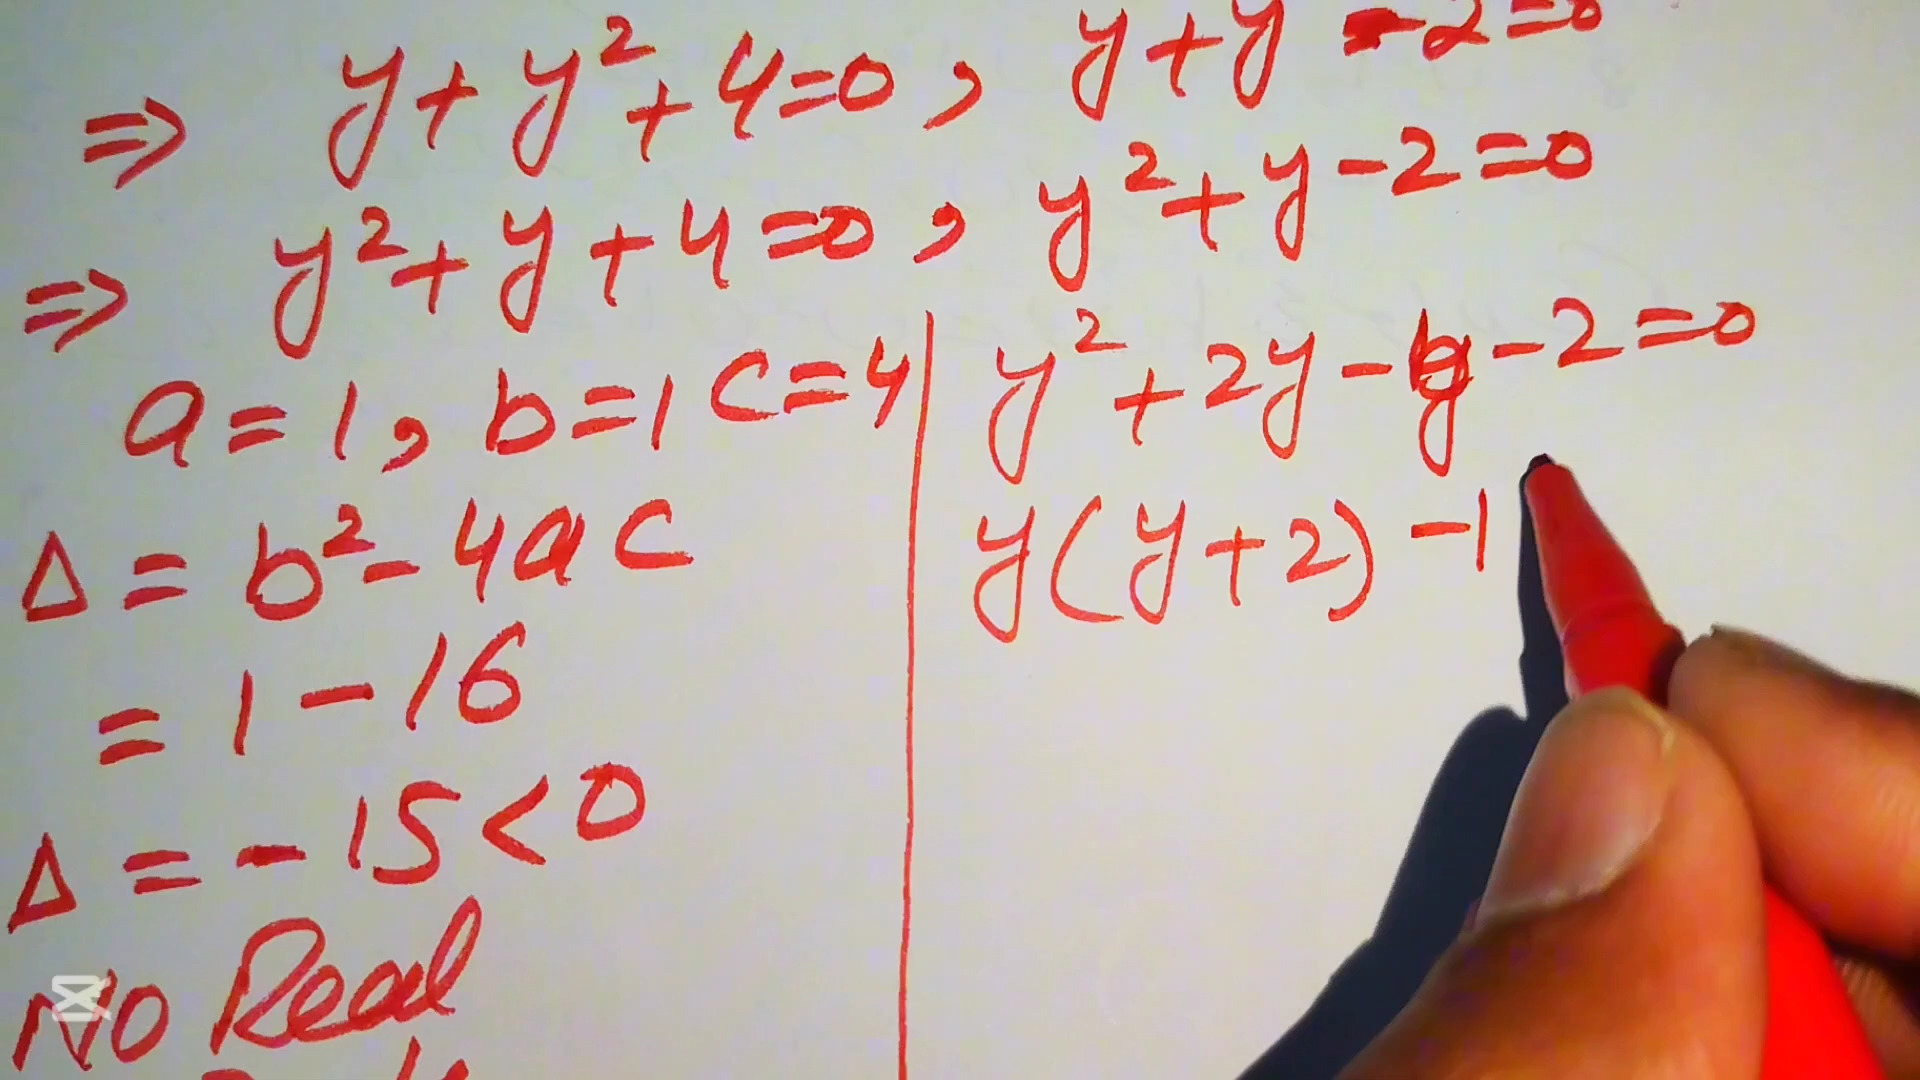 ⇒ y + y² + 4 = 0 , y + y - 2 = 0
⇒ y² + y + 4 = 0 , y² + y - 2 = 0
a = 1 , b = 1 c = 4
Δ = b² - 4ac
= 1 - 16
Δ = - 15 < 0
No Real
y² + 2y - y - 2 = 0
y(y+2) -1